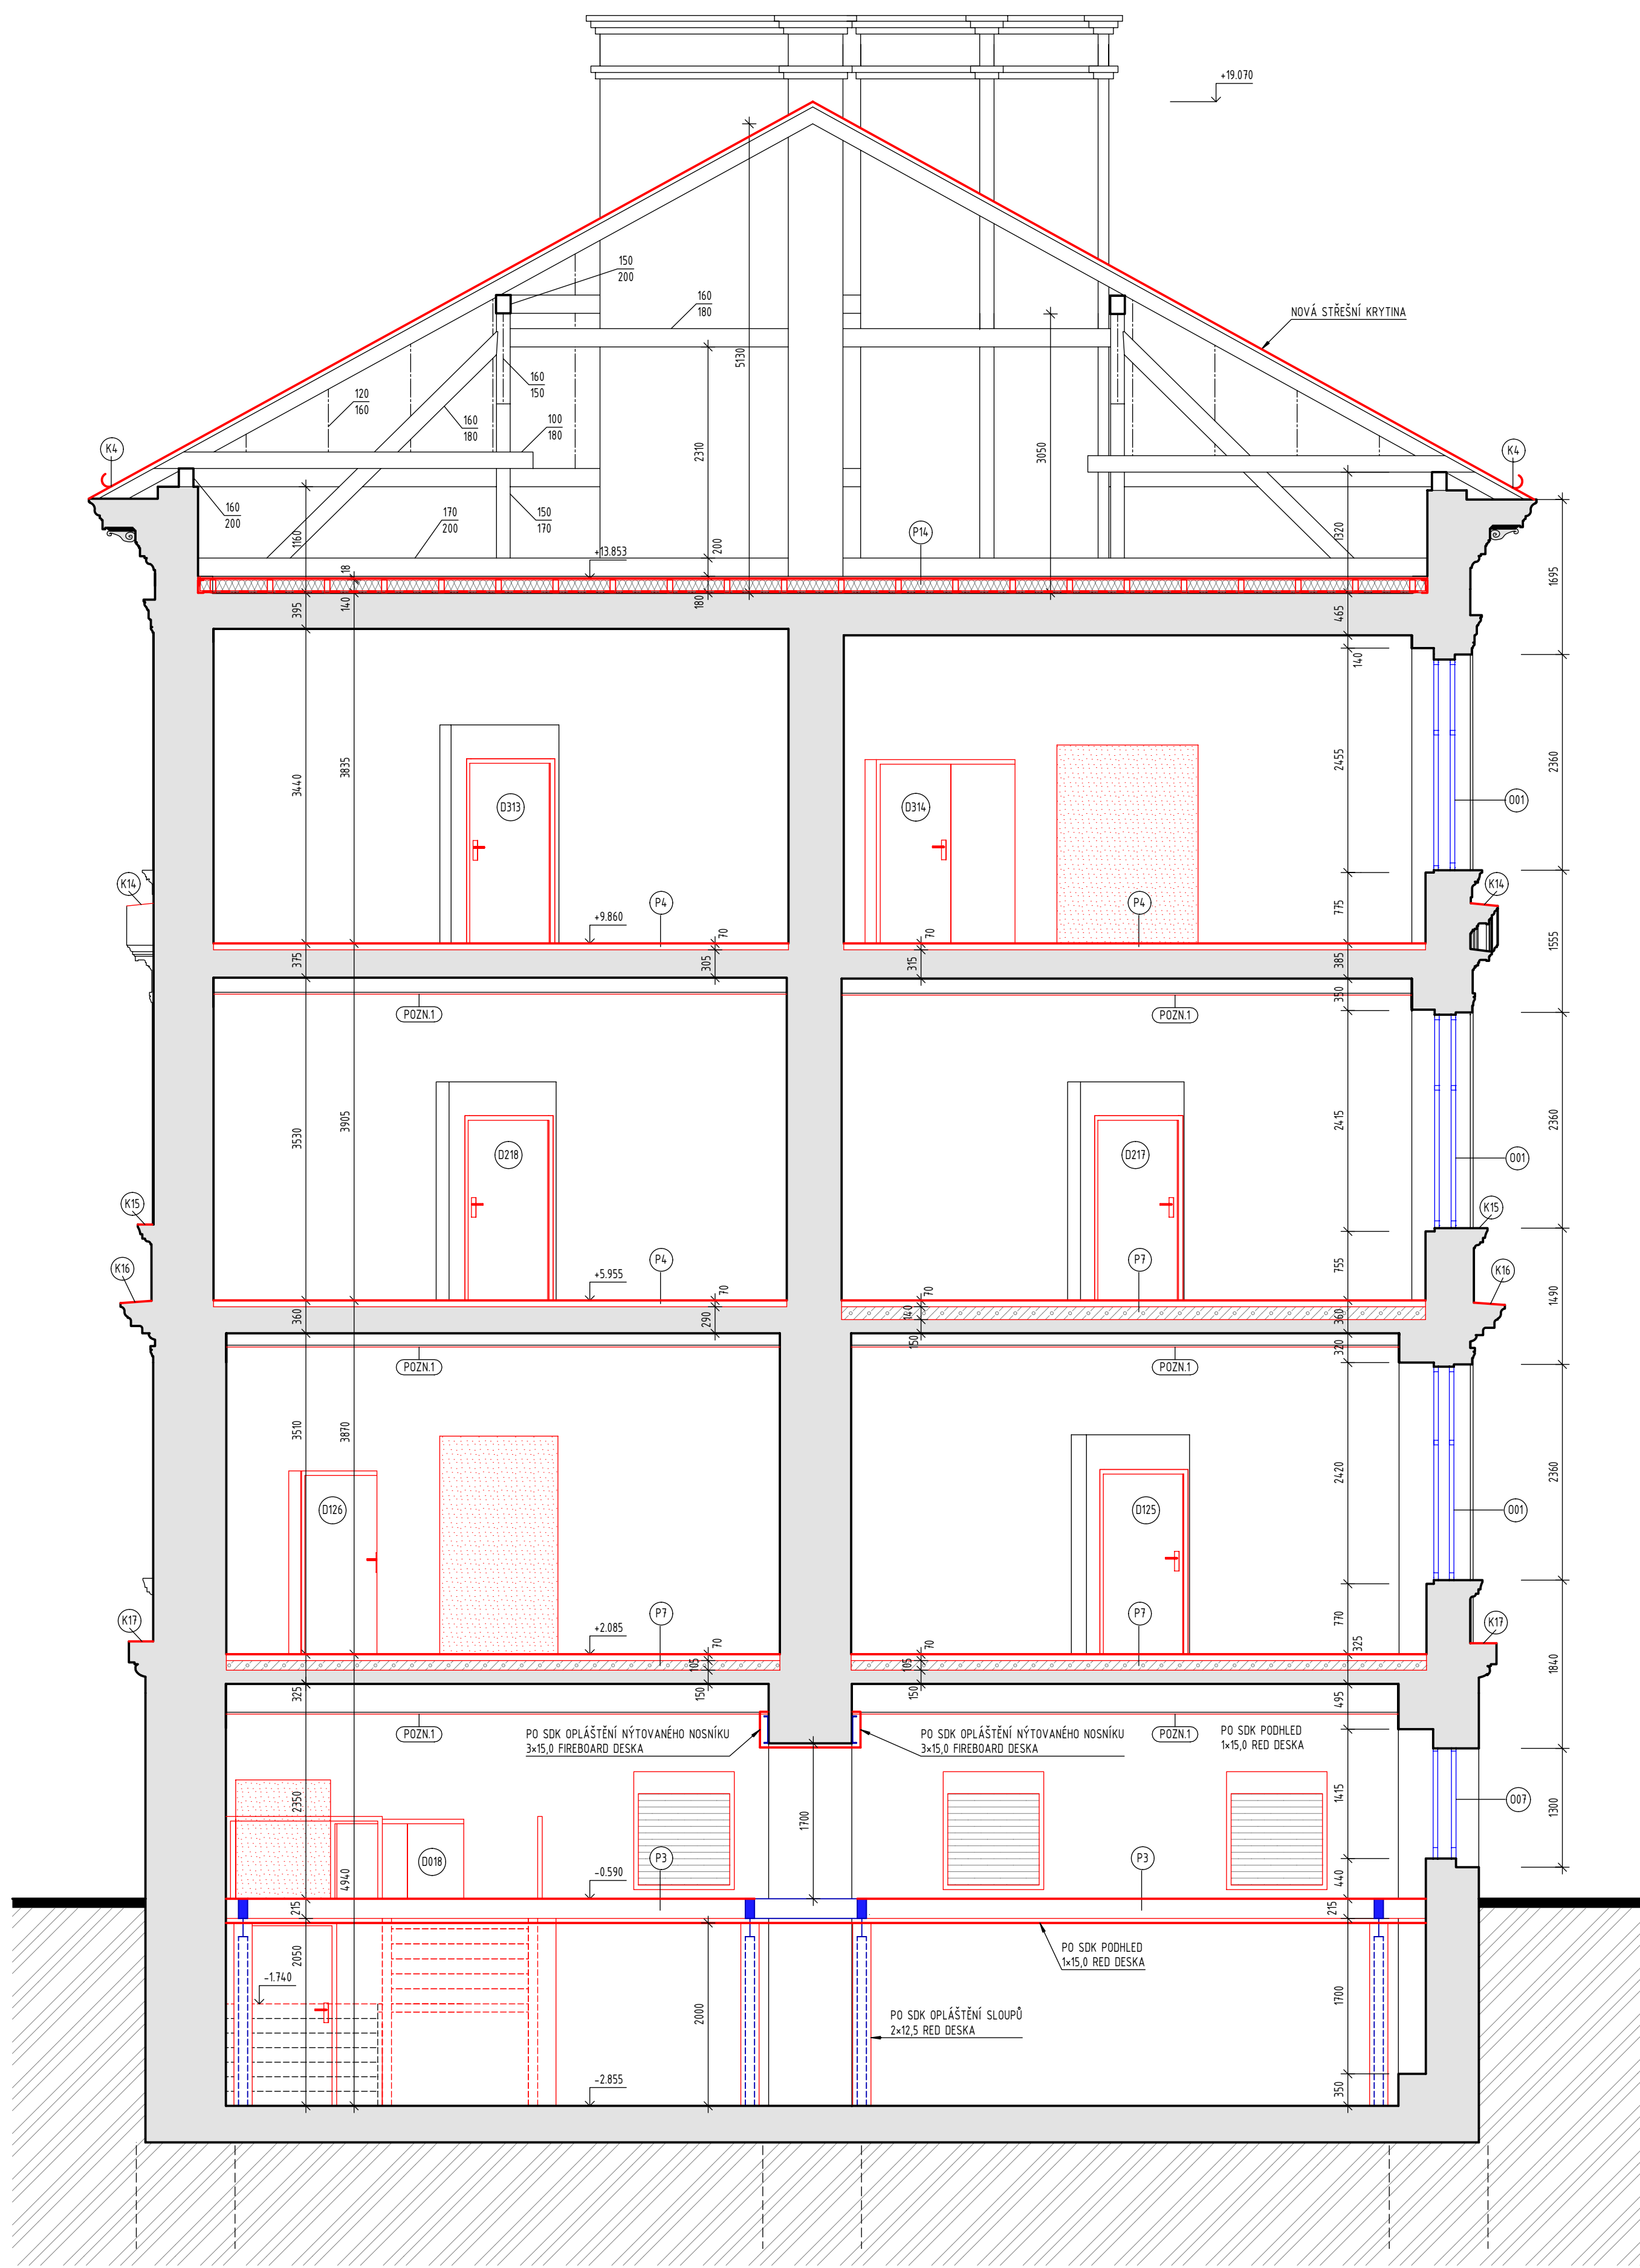 +19.070
150
200
160
180
NOVÁ STŘEŠNÍ KRYTINA
5130
3050
2310
160
150
120
160
160
180
100
180
K4
K4
160
200
170
200
150
170
P14
1160
200
1320
+13.853
18
140
395
180
465
140
1695
3440
3835
D313
D314
2455
2360
O01
K14
K14
P4
P4
+9.860
70
70
775
375
305
315
385
1555
350
POZN.1
POZN.1
3530
3905
D218
D217
2415
2360
O01
K15
K15
K16
K16
P4
P7
+5.955
70
70
755
360
290
140
150
360
1490
320
POZN.1
POZN.1
3510
3870
D126
D125
2420
2360
O01
K17
K17
P7
P7
+2.085
70
70
770
325
105
105
1840
325
150
150
495
POZN.1
PO SDK OPLÁŠTĚNÍ NÝTOVANÉHO NOSNÍKU
3×15,0 FIREBOARD DESKA
PO SDK OPLÁŠTĚNÍ NÝTOVANÉHO NOSNÍKU
3×15,0 FIREBOARD DESKA
POZN.1
PO SDK PODHLED
1×15,0 RED DESKA
2350
1700
1415
1300
O07
D018
P3
P3
4940
-0.590
440
215
215
2050
PO SDK PODHLED
1×15,0 RED DESKA
-1.740
2000
1700
PO SDK OPLÁŠTĚNÍ SLOUPŮ
2×12,5 RED DESKA
-2.855
350